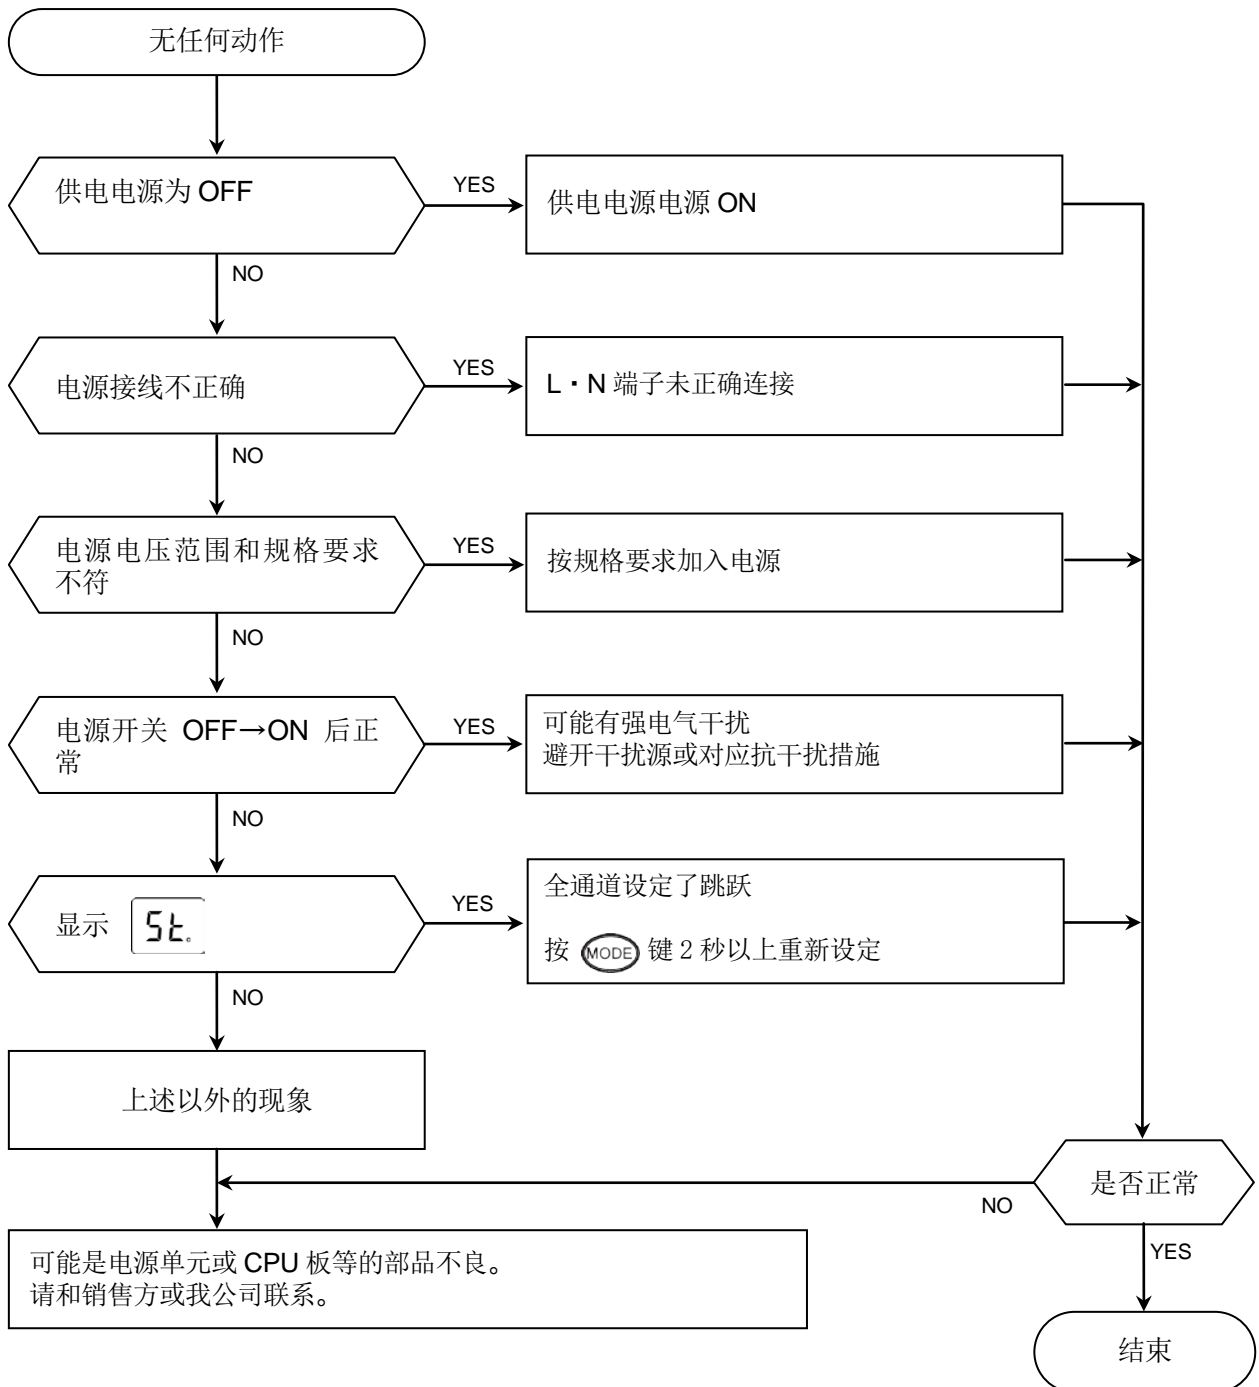 无任何动作
供电电源为 OFF
YES
供电电源电源 ON
NO
电源接线不正确
YES
L・N 端子未正确连接
NO
电源电压范围和规格要求
不符
YES
按规格要求加入电源
NO
电源开关 OFF→ON 后正
常
YES
可能有强电气干扰
避开干扰源或对应抗干扰措施
NO
显示 St.
YES
全通道设定了跳跃
按 MODE 键 2 秒以上重新设定
NO
上述以外的现象
是否正常
NO
YES
可能是电源单元或 CPU 板等的部品不良。
请和销售方或我公司联系。
结束